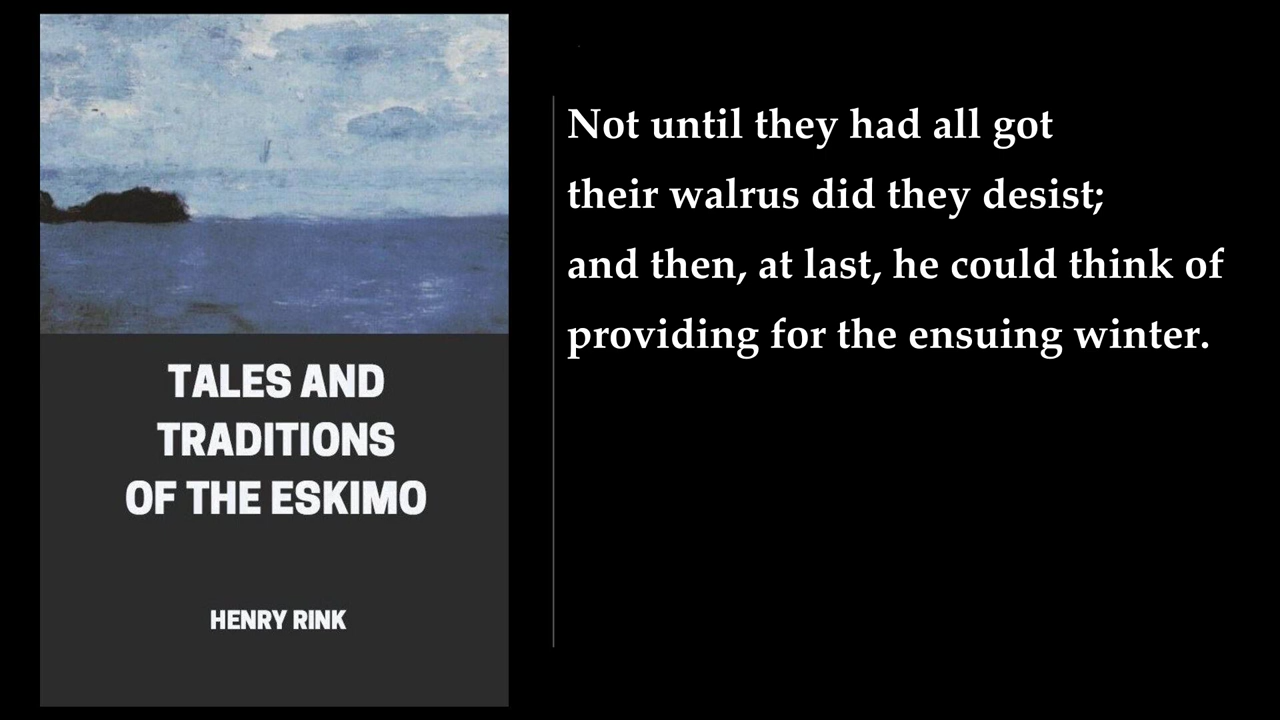 TALES AND
TRADITIONS
OF THE ESKIMO
HENRY RINK
Not until they had all got
their walrus did they desist;
and then, at last, he could think of
providing for the ensuing winter.